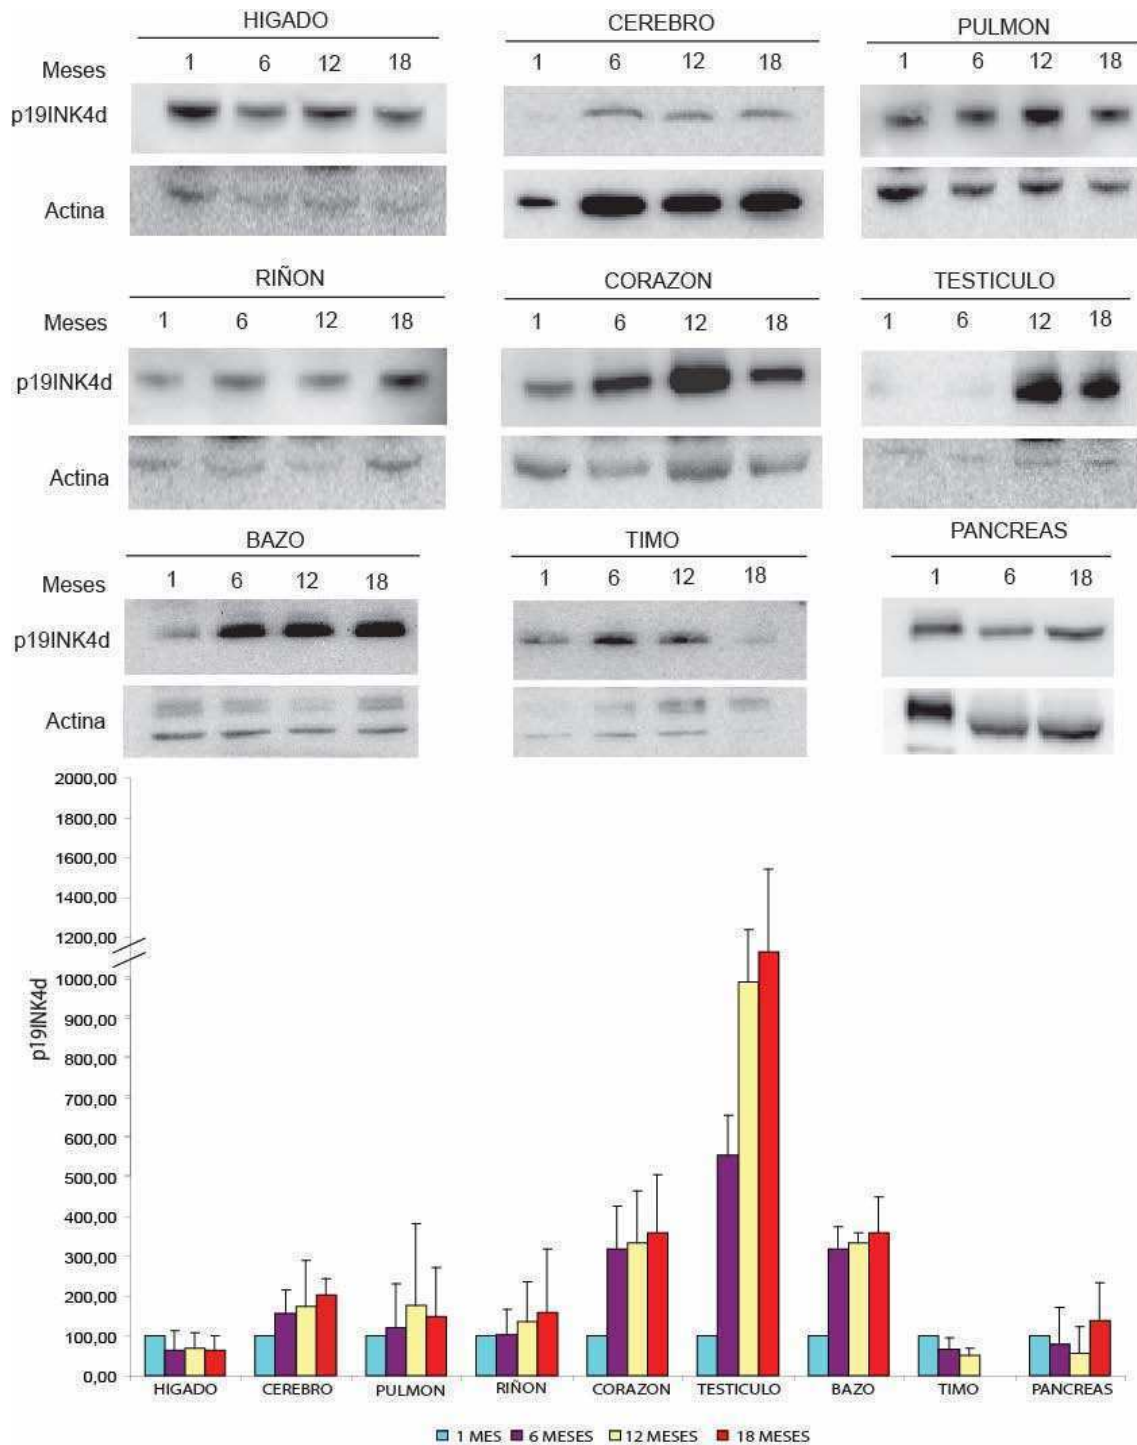 HIGADO
CEREBRO
PULMON
Meses 1 6 12 18
1 6 12 18
1 6 12 18
p19INK4d
Actina
RIÑON
CORAZON
TESTICULO
Meses 1 6 12 18
1 6 12 18
1 6 12 18
p19INK4d
Actina
BAZO
TIMO
PANCREAS
Meses 1 6 12 18
1 6 12 18
1 6 18
p19INK4d
Actina
2000,00
1800,00
1600,00
1400,00
1200,00
1000,00
900,00
800,00
700,00
600,00
500,00
400,00
300,00
200,00
100,00
0,00
p19INK4d
HIGADO CEREBRO PULMON RIÑON CORAZON TESTICULO BAZO TIMO PANCREAS
1 MES 6 MESES 12 MESES 18 MESES